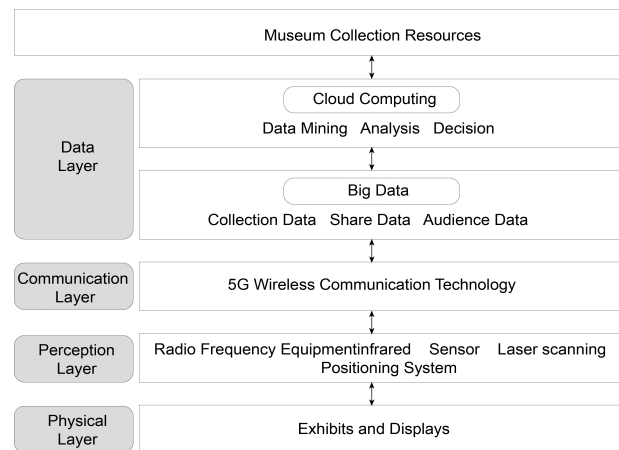 Museum Collection Resources
Cloud Computing
Data Mining Analysis Decision
Data
Layer
Big Data
Collection Data Share Data Audience Data
Communication
Layer
5G Wireless Communication Technology
Perception
Layer
Radio Frequency Equipmentinfrared Sensor Laser scanning
Positioning System
Physical
Layer
Exhibits and Displays